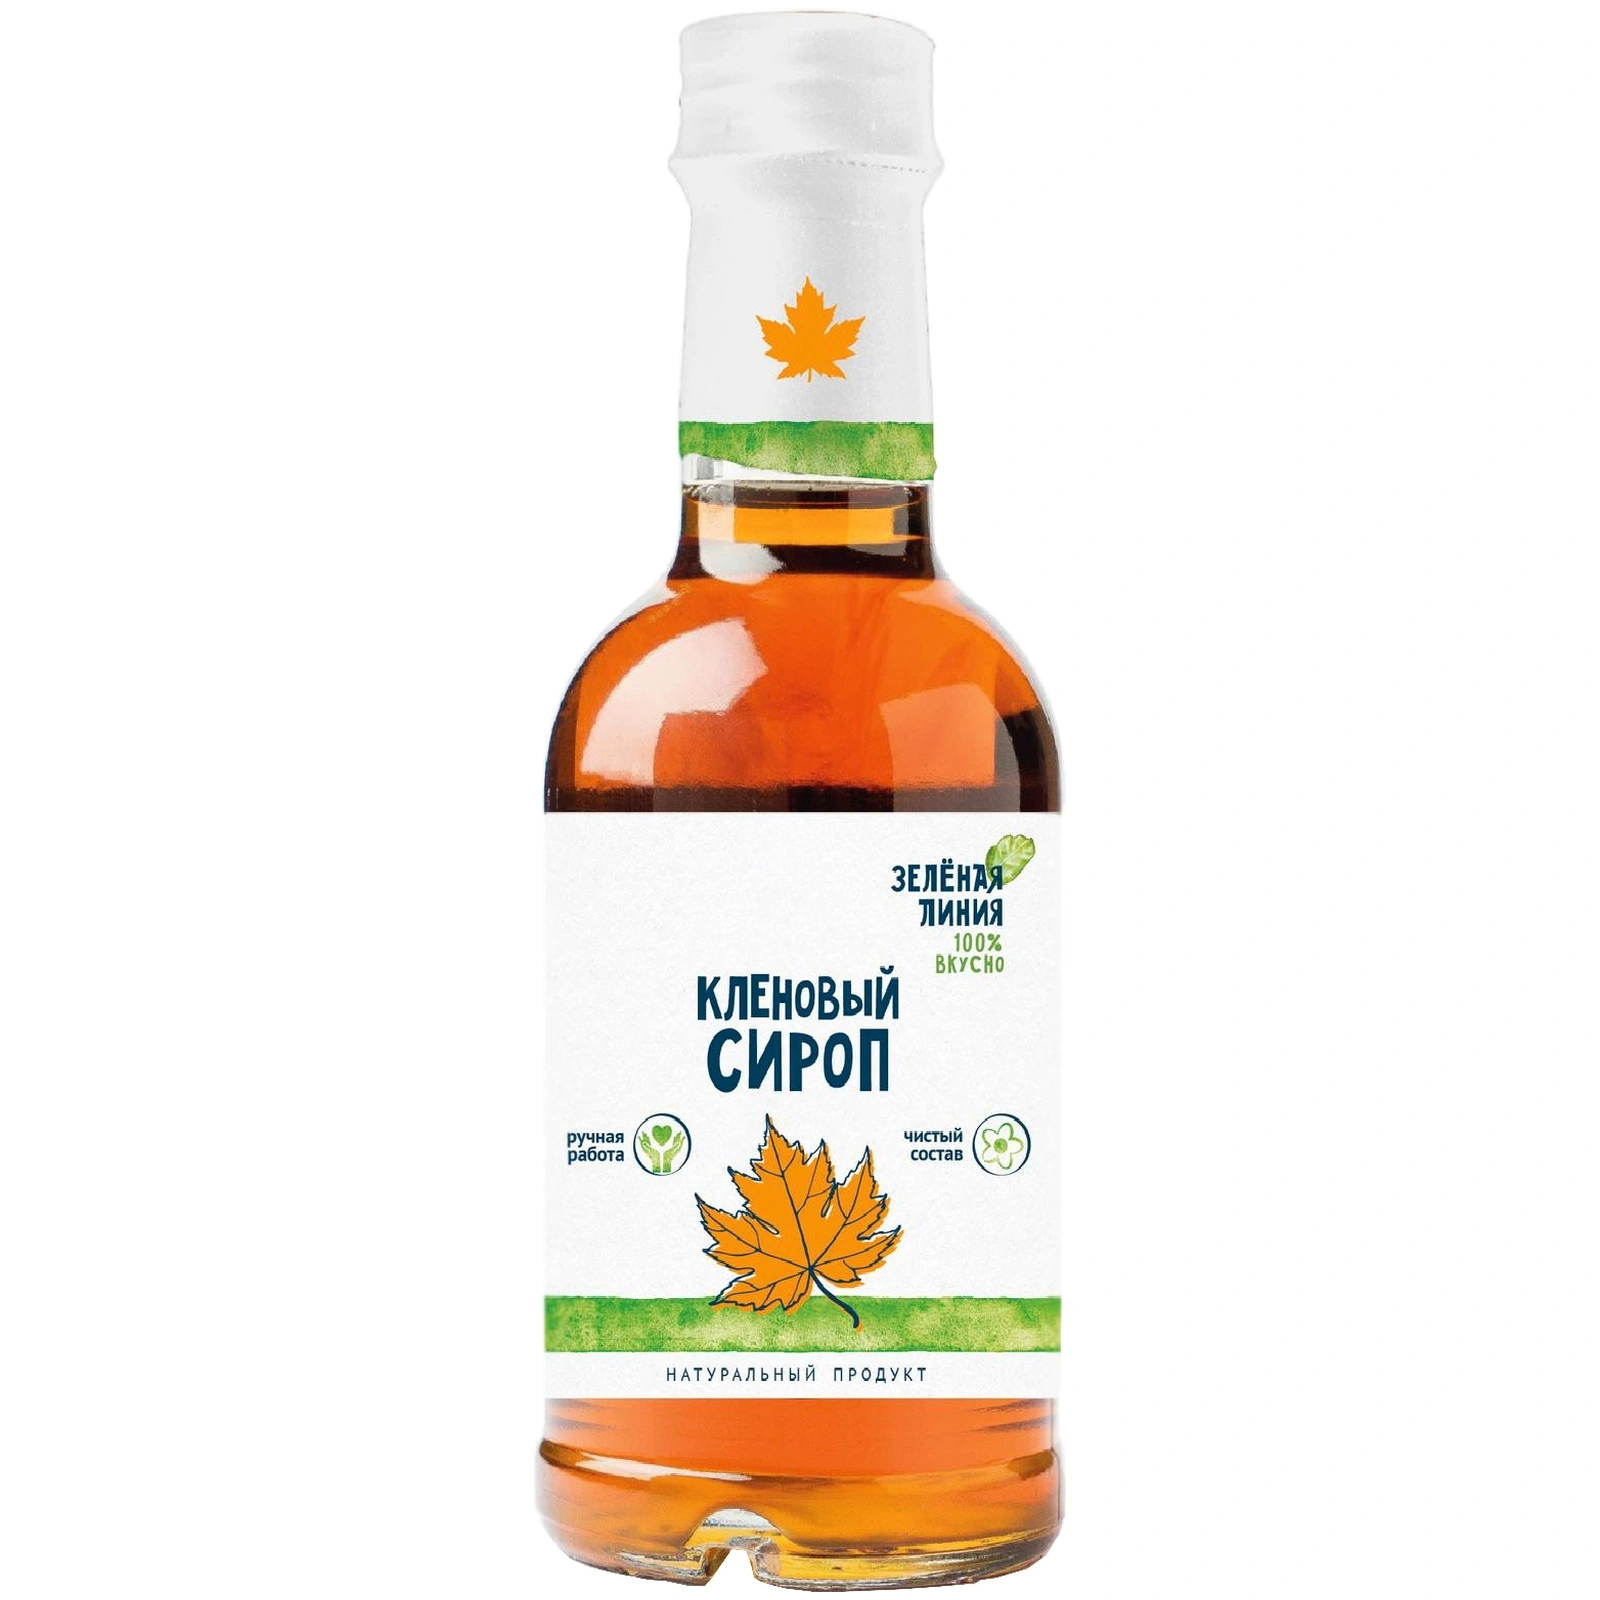 ЗЕЛЁНАЯ
ЛИНИЯ
100%
ВКУСНО
КЛЕНОВЫЙ
СИРОП
ручная
работа
чистый
состав
НАТУРАЛЬНЫЙ ПРОДУКТ